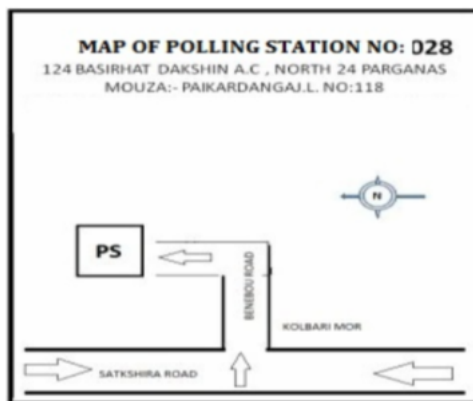 MAP OF POLLING STATION NO: 028
124 BASIRHAT DAKSHIN A.C , NORTH 24 PARGANAS
MOUZA:- PAIKARDANGAJ.L. NO:118
N
PS
BENEBOU ROAD
KOLBARI MOR
SATKSHIRA ROAD